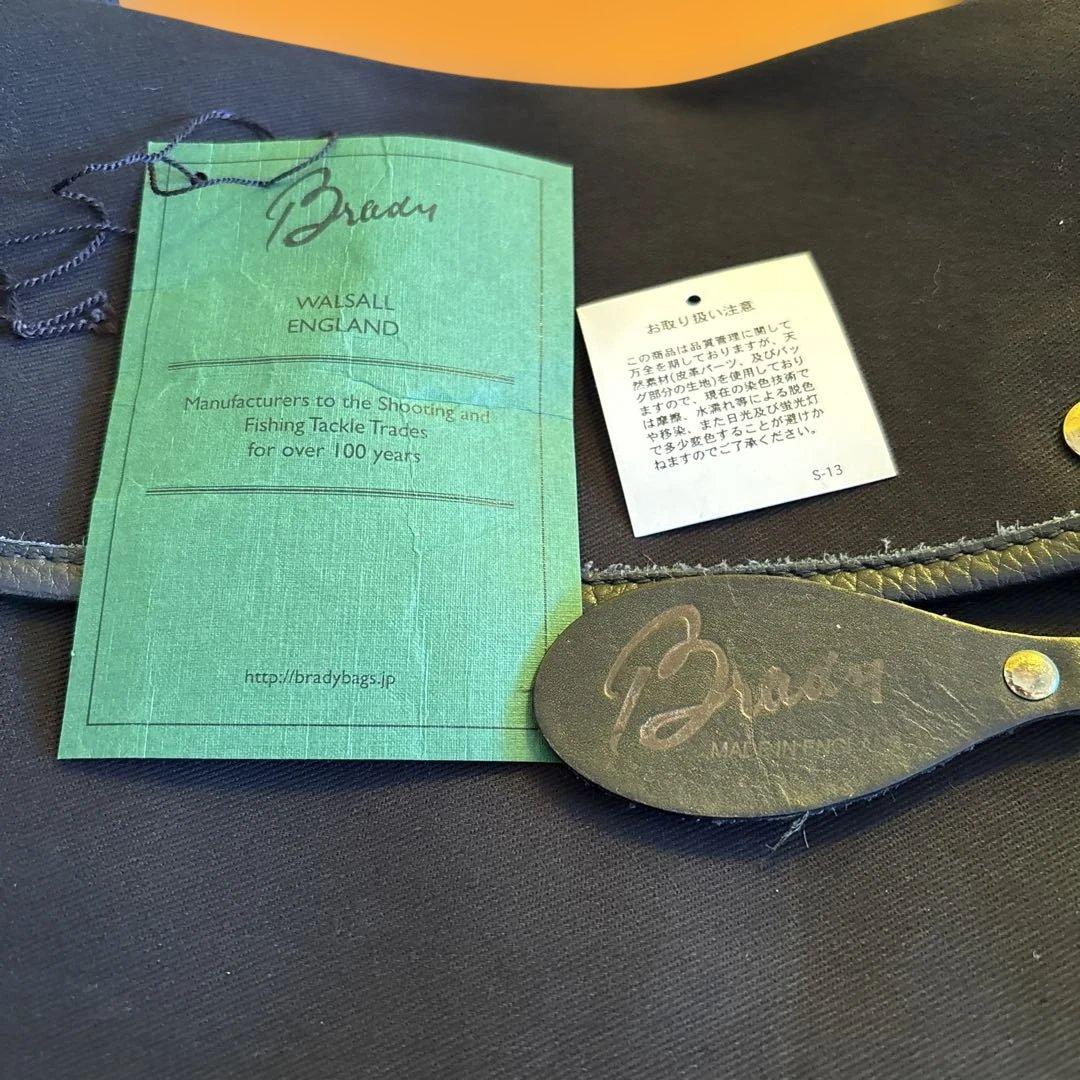 Brady
WALSALL
ENGLAND
Manufacturers to the Shooting and
Fishing Tackle Trades
for over 100 years
http://bradybags.jp
お取り扱い注意
この商品は品質管理に関して
万全を期しておりますが、天
然素材(皮革パーツ、及びバッ
グ部分の生地)を使用しており
ますので、現在の染色技術で
は摩擦、水濡れ等による脱色
や移染、また日光及び蛍光灯
で多少変色することが避けか
ねますのでご了承ください。
S-13
Brady
MADE IN ENGLAND